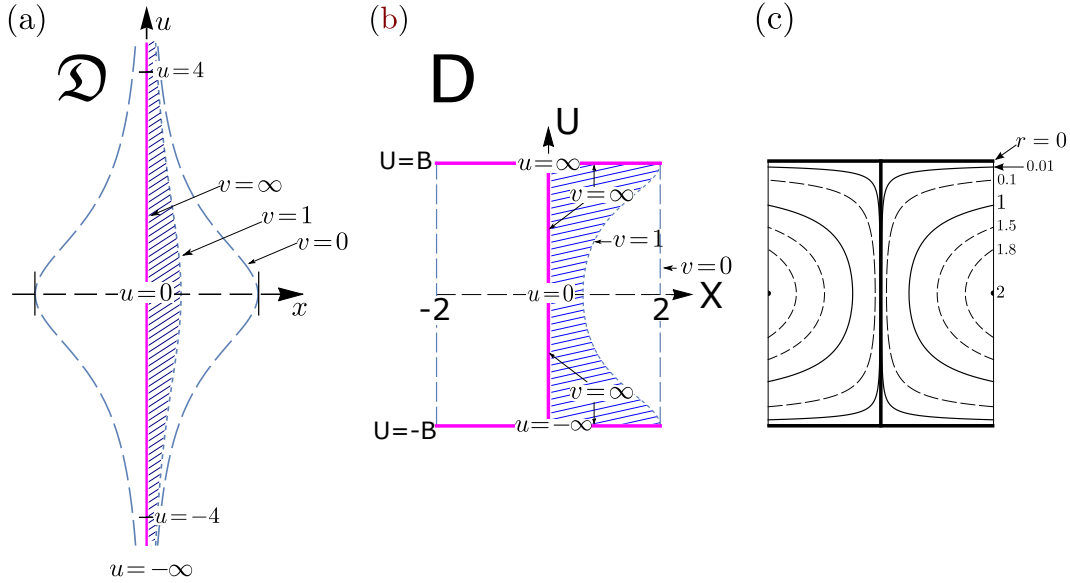 (a)
u
𝔇
u=4
v=∞
v=1
v=0
u=0
x
u=−4
u=−∞
(b)
D
U
U=B
u=∞
v=∞
v=1
v=0
u=0
-2
2
X
v=∞
U=-B
u=−∞
(c)
r=0
0.01
0.1
1
1.5
1.8
2